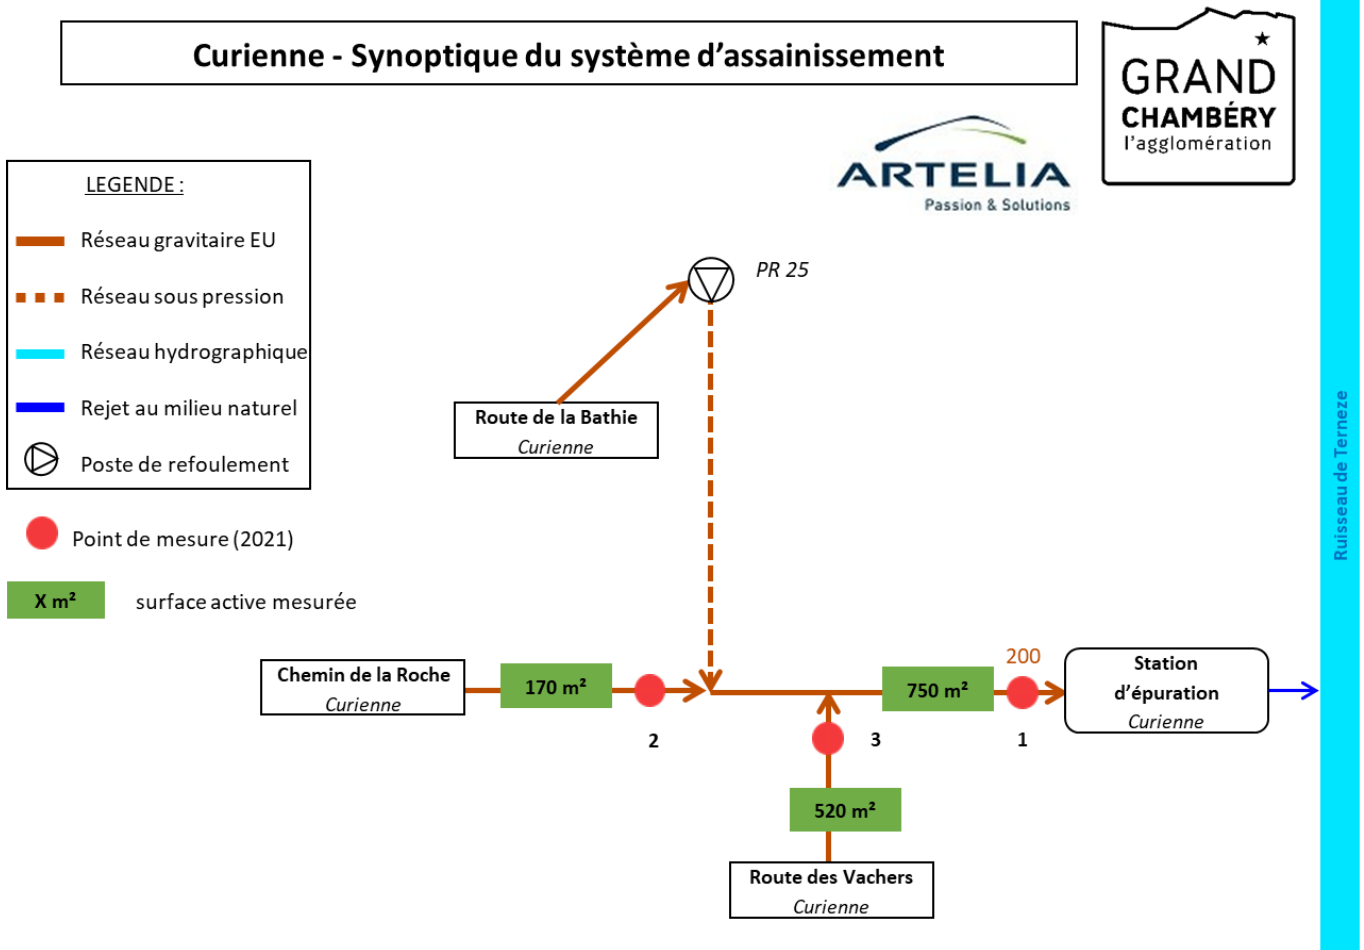 Curienne - Synoptique du système d’assainissement
GRAND
CHAMBÉRY
l'agglomération
ARTELIA
Passion & Solutions
LEGENDE :
Réseau gravitaire EU
Réseau sous pression
Réseau hydrographique
Rejet au milieu naturel
Poste de refoulement
Point de mesure (2021)
X m²
surface active mesurée
PR 25
Route de la Bathie
Curienne
Ruisseau de Terneze
Chemin de la Roche
Curienne
170 m²
2
750 m²
200
1
Station
d’épuration
Curienne
3
520 m²
Route des Vachers
Curienne